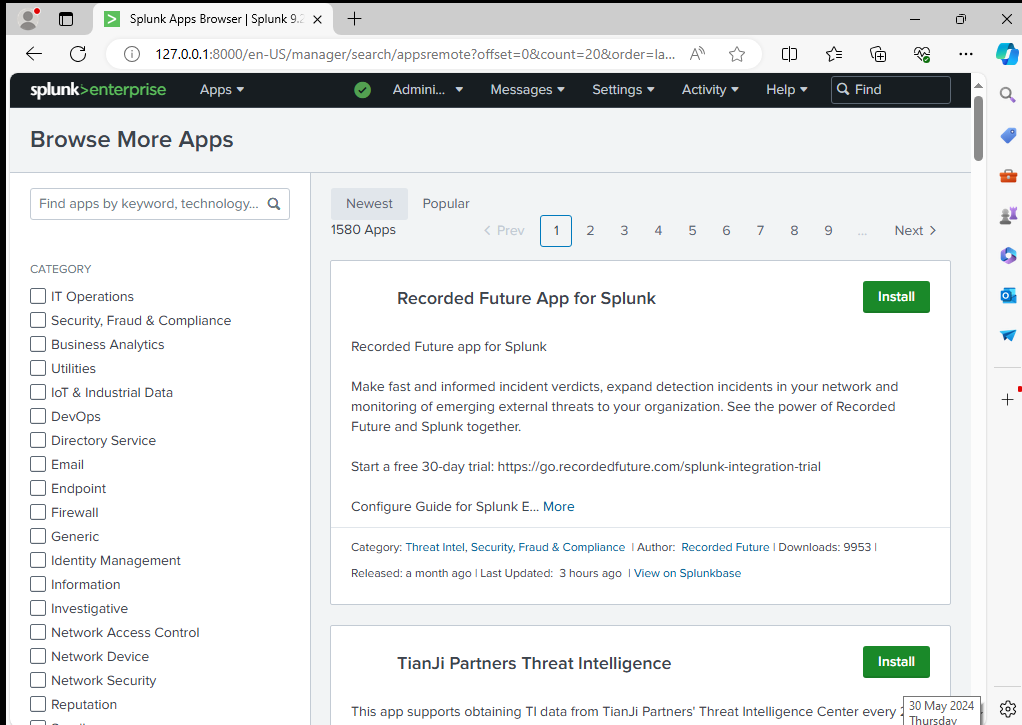 Splunk Apps Browser | Splunk 9.2
127.0.0.1:8000/en-US/manager/search/appsremote?offset=0&count=20&order=la...
splunk>enterprise Apps Admini... Messages Settings Activity Help Find
Browse More Apps
Find apps by keyword, technology...
CATEGORY
IT Operations
Security, Fraud & Compliance
Business Analytics
Utilities
IoT & Industrial Data
DevOps
Directory Service
Email
Endpoint
Firewall
Generic
Identity Management
Information
Investigative
Network Access Control
Network Device
Network Security
Reputation
Newest Popular
1580 Apps
< Prev 1 2 3 4 5 6 7 8 9 ... Next >
Recorded Future App for Splunk
Install
Recorded Future app for Splunk
Make fast and informed incident verdicts, expand detection incidents in your network and
monitoring of emerging external threats to your organization. See the power of Recorded
Future and Splunk together.
Start a free 30-day trial: https://go.recordedfuture.com/splunk-integration-trial
Configure Guide for Splunk E... More
Category: Threat Intel, Security, Fraud & Compliance | Author: Recorded Future | Downloads: 9953 |
Released: a month ago | Last Updated: 3 hours ago | View on Splunkbase
TianJi Partners Threat Intelligence
Install
This app supports obtaining TI data from TianJi Partners' Threat Intelligence Center every
30 May 2024
Thursday